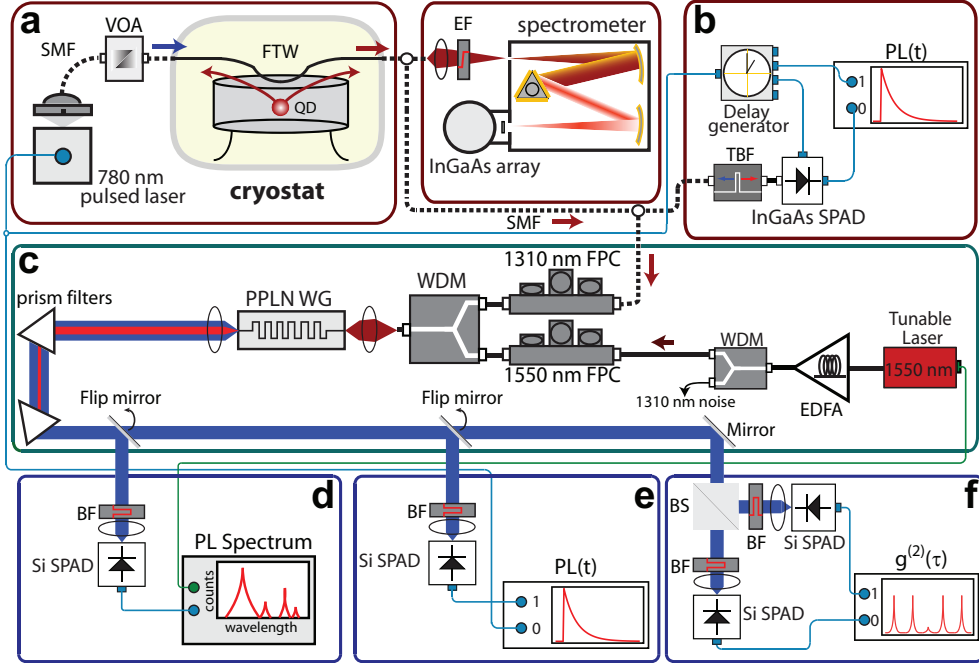 a
VOA
SMF
FTW
QD
780 nm
pulsed laser
cryostat
EF
spectrometer
InGaAs array
SMF
b
PL(t)
1
0
Delay
generator
TBF
InGaAs SPAD
c
prism filters
PPLN WG
WDM
1310 nm FPC
1550 nm FPC
WDM
1310 nm noise
EDFA
Tunable
Laser
1550 nm
Flip mirror
Flip mirror
Mirror
d
BF
Si SPAD
PL Spectrum
counts
wavelength
e
BF
Si SPAD
PL(t)
1
0
f
BS
BF
Si SPAD
BF
Si SPAD
g(2)(τ)
1
0